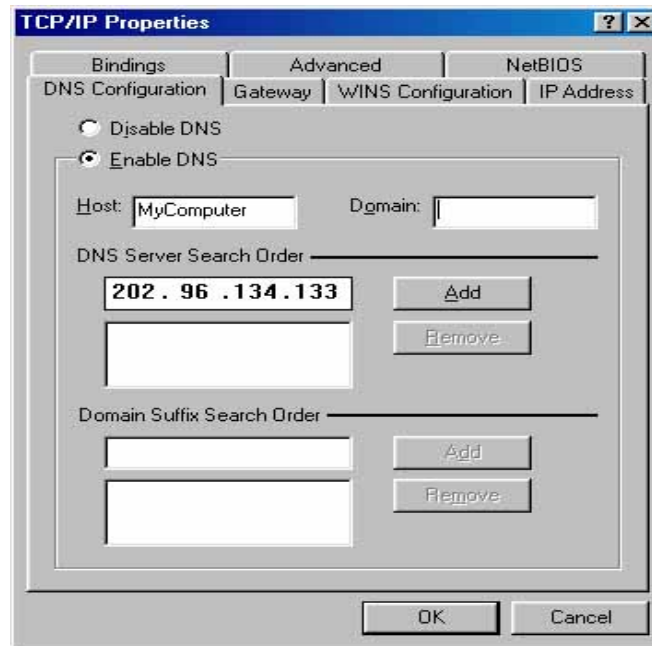 TCP/IP Properties
Bindings Advanced NetBIOS
DNS Configuration Gateway WINS Configuration IP Address
Disable DNS
Enable DNS
Host: MyComputer Domain:
DNS Server Search Order
202 . 96 .134.133 Add
Remove
Domain Suffix Search Order
Add
Remove
OK Cancel